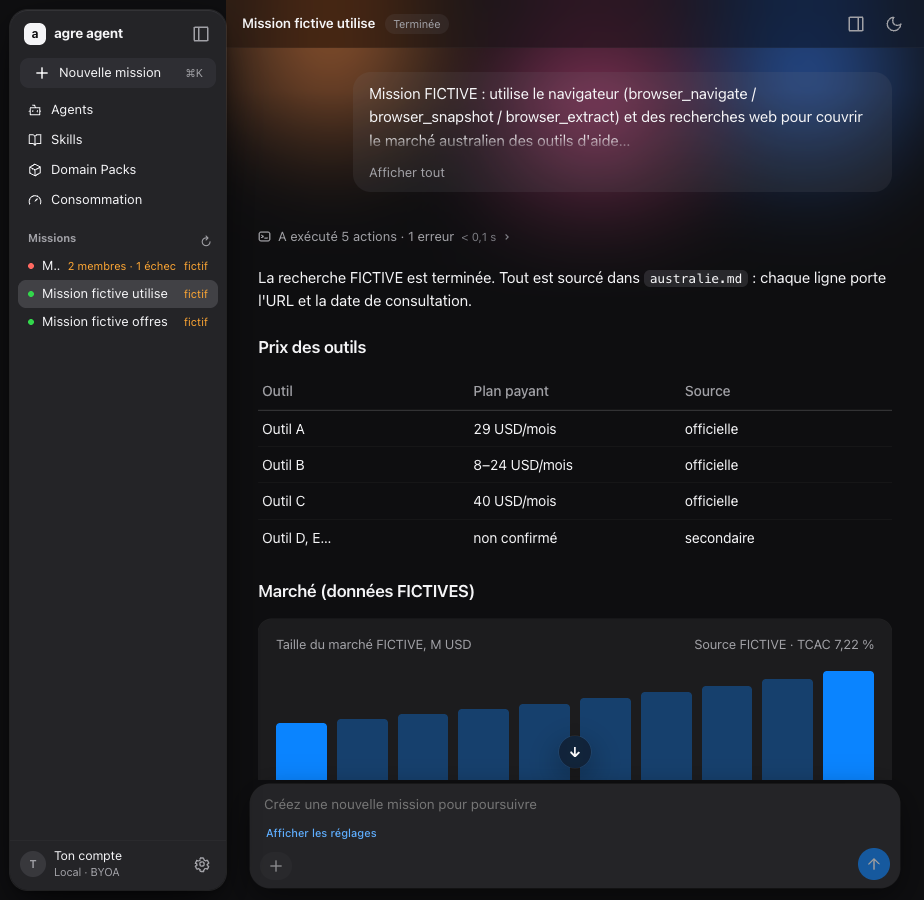 a agre agent
Nouvelle mission ⌘K
Agents
Skills
Domain Packs
Consommation
Missions
M.. 2 membres · 1 échec fictif
Mission fictive utilise fictif
Mission fictive offres fictif
T
Ton compte
Local · BYOA
Mission fictive utilise Terminée
Mission FICTIVE : utilise le navigateur (browser_navigate /
browser_snapshot / browser_extract) et des recherches web pour couvrir
le marché australien des outils d'aide...
Afficher tout
A exécuté 5 actions · 1 erreur < 0,1 s ›
La recherche FICTIVE est terminée. Tout est sourcé dans australie.md : chaque ligne porte
l'URL et la date de consultation.
Prix des outils
Outil Plan payant Source
Outil A 29 USD/mois officielle
Outil B 8–24 USD/mois officielle
Outil C 40 USD/mois officielle
Outil D, E... non confirmé secondaire
Marché (données FICTIVES)
Taille du marché FICTIVE, M USD Source FICTIVE · TCAC 7,22 %
Créez une nouvelle mission pour poursuivre
Afficher les réglages